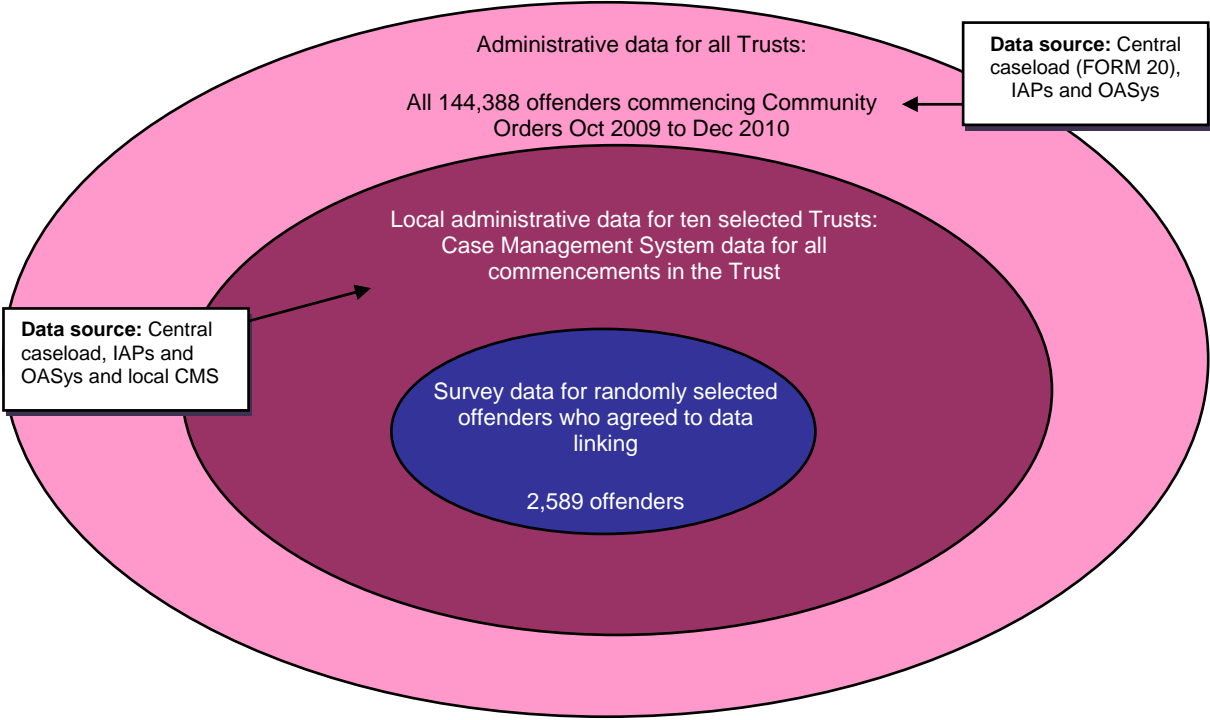 Administrative data for all Trusts:
All 144,388 offenders commencing Community
Orders Oct 2009 to Dec 2010
Data source: Central
caseload (FORM 20),
IAPs and OASys
Local administrative data for ten selected Trusts:
Case Management System data for all
commencements in the Trust
Data source: Central
caseload, IAPs and
OASys and local CMS
Survey data for randomly selected
offenders who agreed to data
linking
2,589 offenders